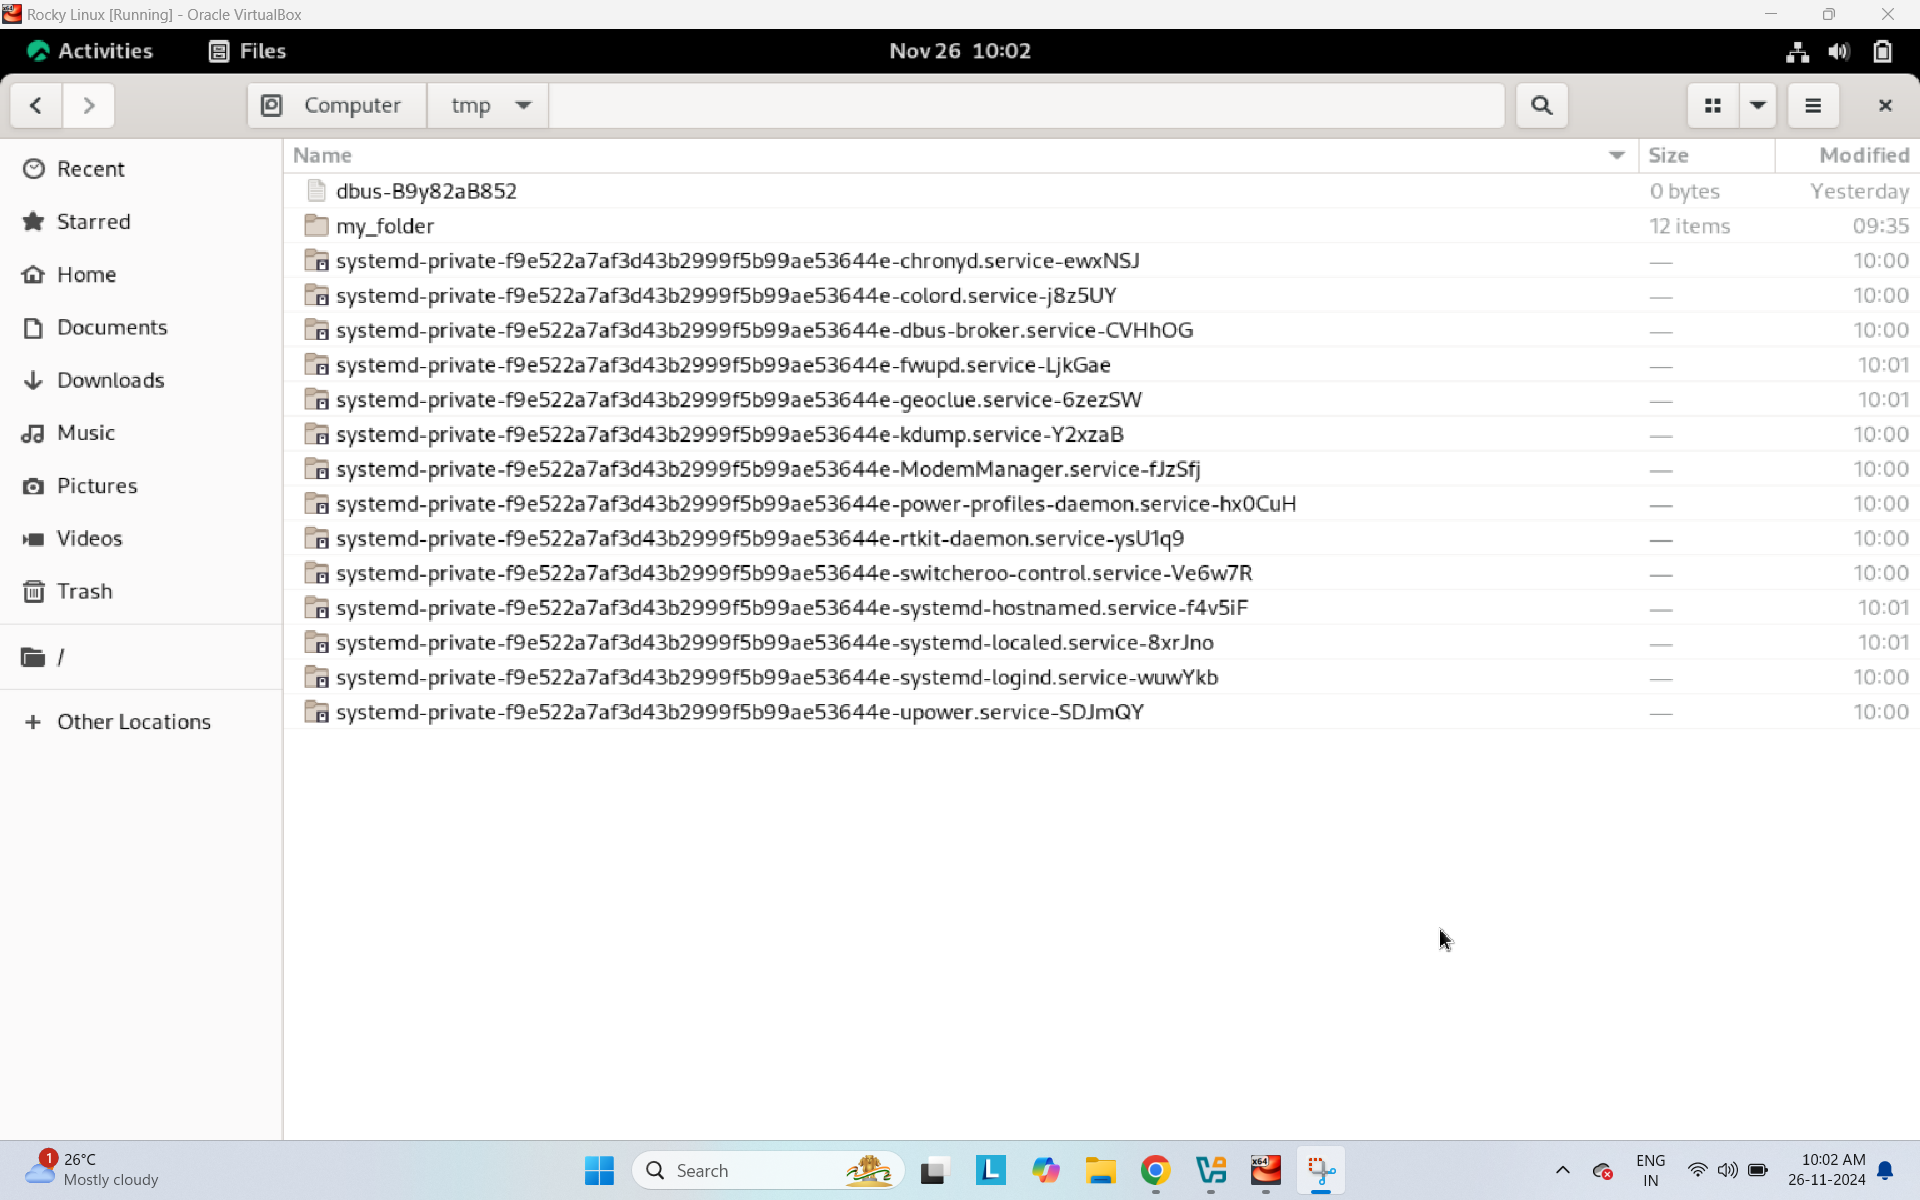 Rocky Linux [Running] - Oracle VirtualBox
Activities Files Nov 26 10:02
Computer tmp
Name Size Modified
Recent
Starred
Home
Documents
Downloads
Music
Pictures
Videos
Trash
/
+ Other Locations
dbus-B9y82aB852 0 bytes Yesterday
my_folder 12 items 09:35
systemd-private-f9e522a7af3d43b2999f5b99ae53644e-chronyd.service-ewxNSJ — 10:00
systemd-private-f9e522a7af3d43b2999f5b99ae53644e-colord.service-j8z5UY — 10:00
systemd-private-f9e522a7af3d43b2999f5b99ae53644e-dbus-broker.service-CVHhOG — 10:00
systemd-private-f9e522a7af3d43b2999f5b99ae53644e-fwupd.service-LjkGae — 10:01
systemd-private-f9e522a7af3d43b2999f5b99ae53644e-geoclue.service-6zezSW — 10:01
systemd-private-f9e522a7af3d43b2999f5b99ae53644e-kdump.service-Y2xzaB — 10:00
systemd-private-f9e522a7af3d43b2999f5b99ae53644e-ModemManager.service-fJzSfj — 10:00
systemd-private-f9e522a7af3d43b2999f5b99ae53644e-power-profiles-daemon.service-hx0CuH — 10:00
systemd-private-f9e522a7af3d43b2999f5b99ae53644e-rtkit-daemon.service-ysU1q9 — 10:00
systemd-private-f9e522a7af3d43b2999f5b99ae53644e-switcheroo-control.service-Ve6w7R — 10:00
systemd-private-f9e522a7af3d43b2999f5b99ae53644e-systemd-hostnamed.service-f4v5iF — 10:01
systemd-private-f9e522a7af3d43b2999f5b99ae53644e-systemd-localed.service-8xrJno — 10:01
systemd-private-f9e522a7af3d43b2999f5b99ae53644e-systemd-logind.service-wuwYkb — 10:00
systemd-private-f9e522a7af3d43b2999f5b99ae53644e-upower.service-SDJmQY — 10:00
1
26°C
Mostly cloudy
Search
L
x64
ENG
IN
10:02 AM
26-11-2024